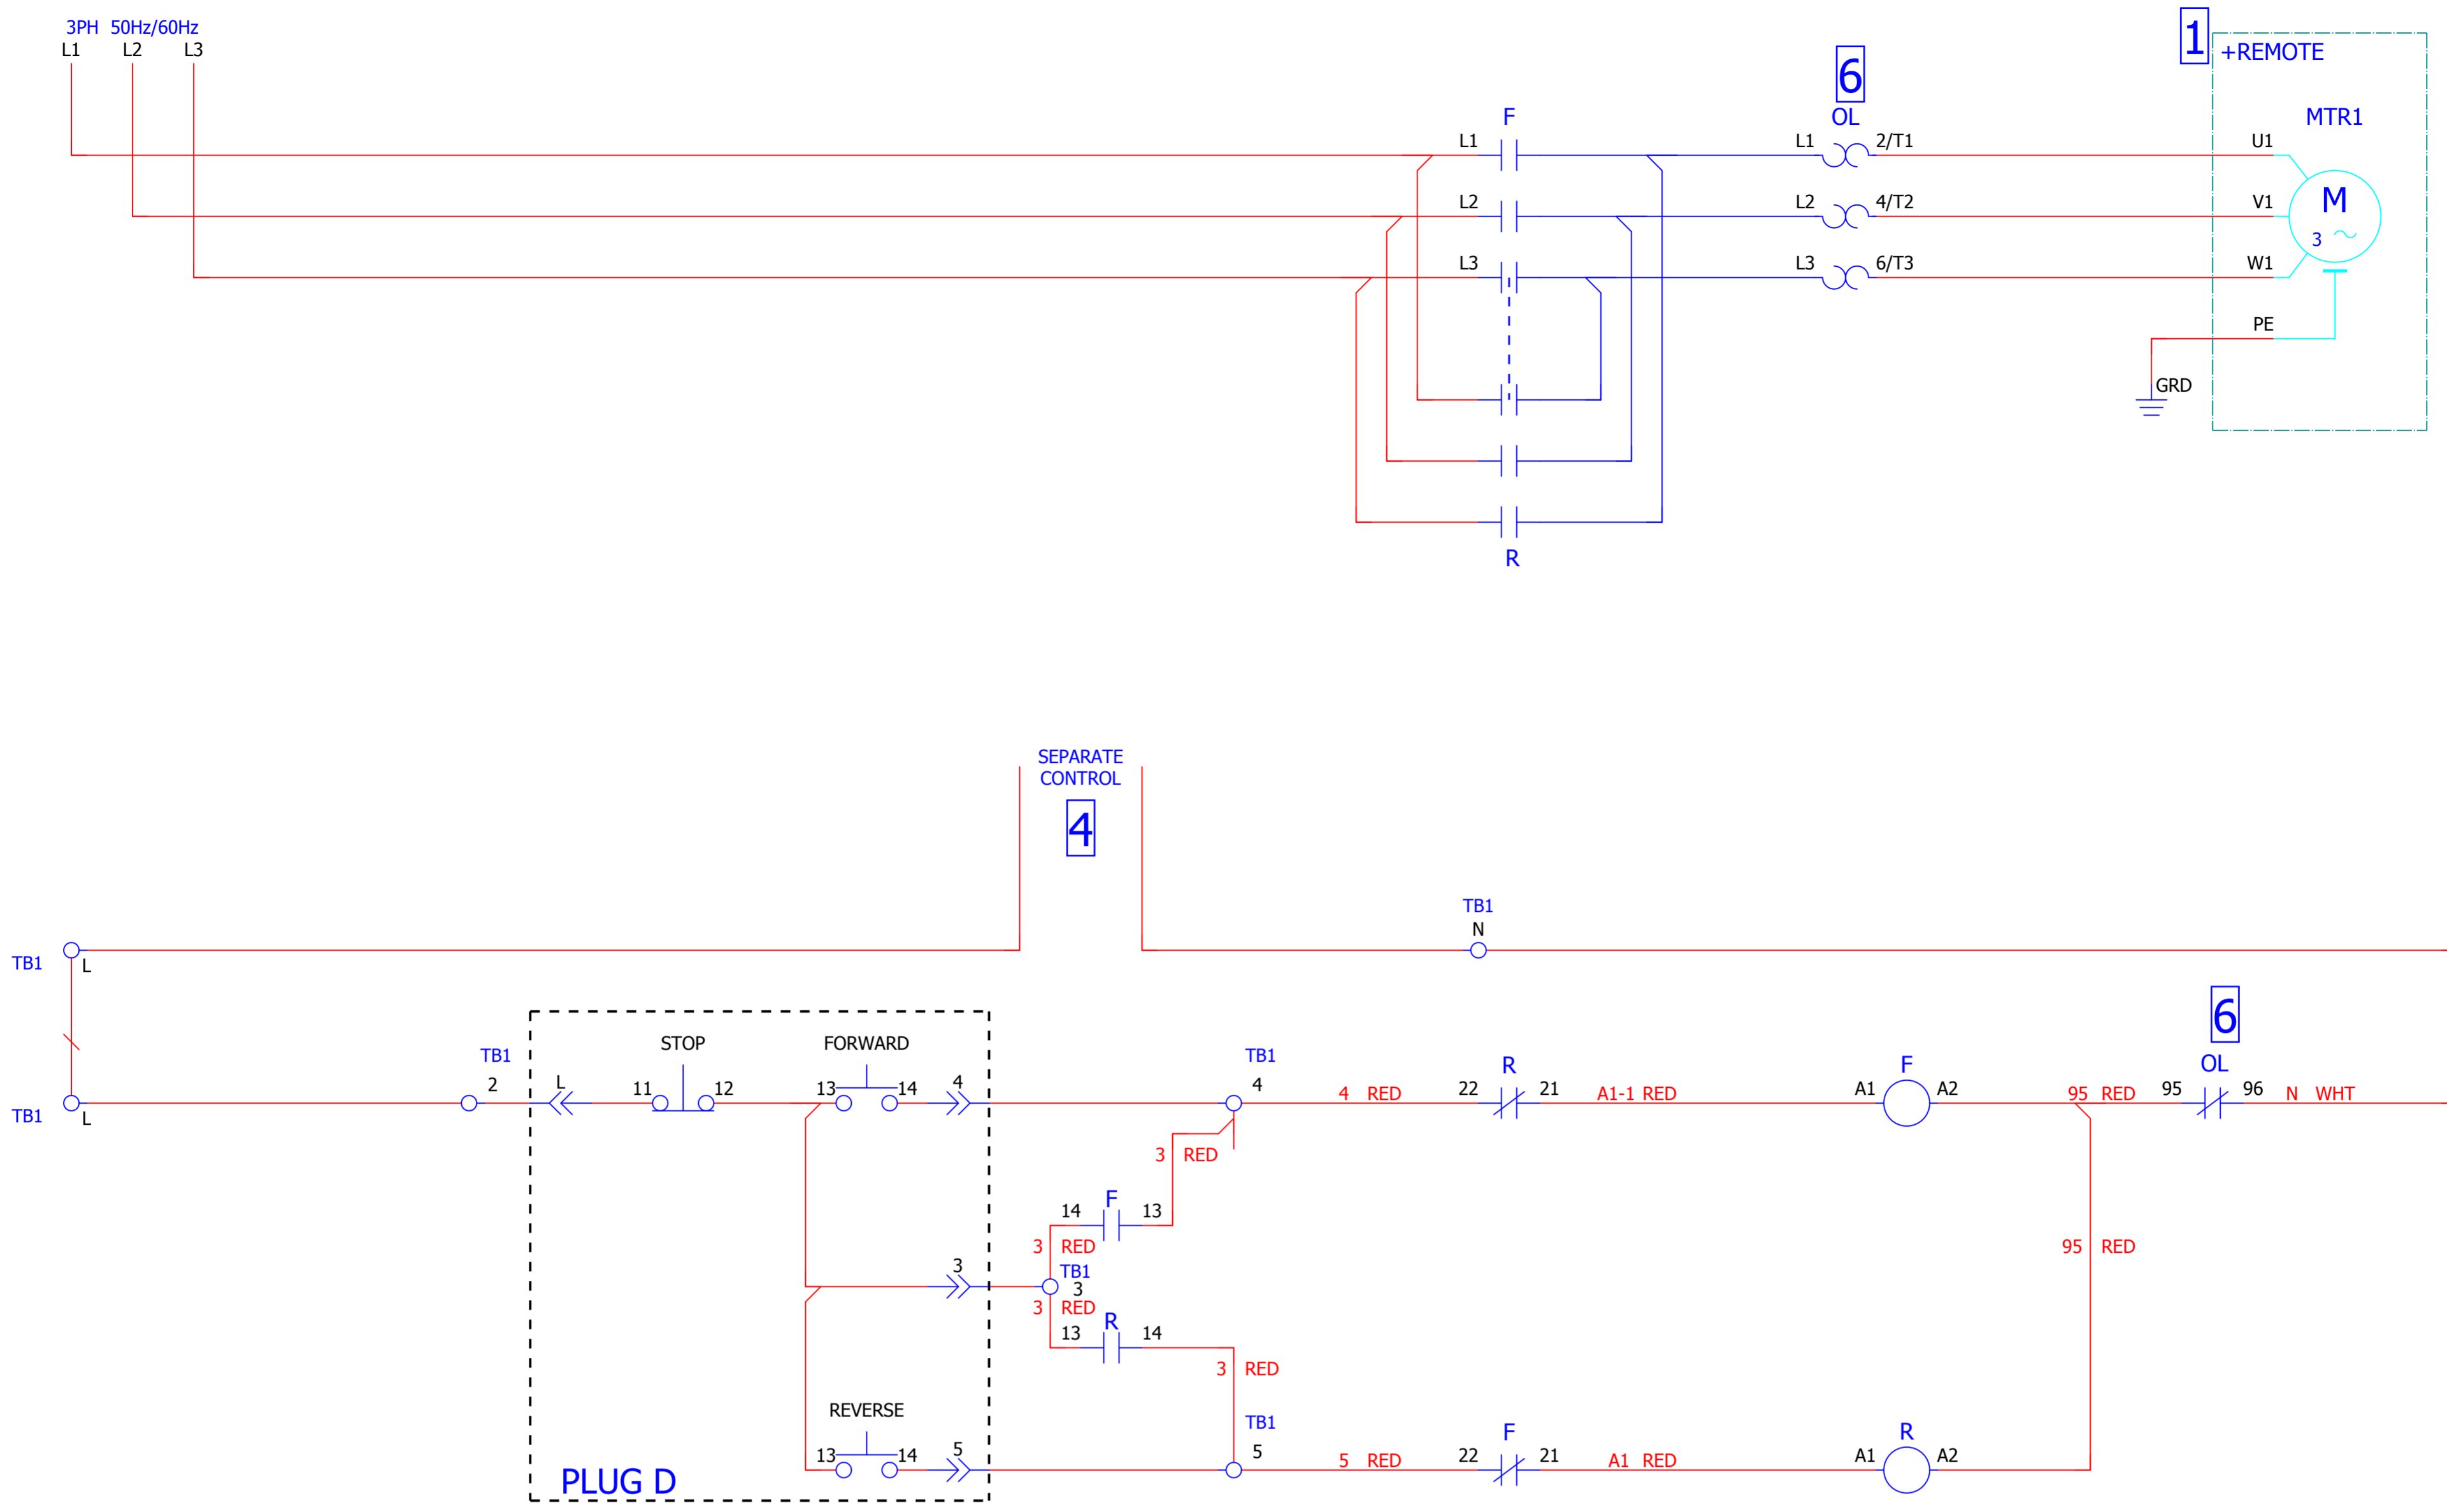 3PH 50Hz/60Hz
L1 L2 L3
1
+REMOTE
6
F OL MTR1
L1 L1 2/T1 U1
L2 L2 4/T2 V1
M
3
L3 L3 6/T3 W1
PE
GRD
R
SEPARATE
CONTROL
4
TB1
N
TB1 L
6
STOP FORWARD
TB1 TB1 R F OL
2 L 11 12 13 14 4 4 4 RED 22 21 A1-1 RED A1 A2 95 RED 95 96 N WHT
TB1 L
3 RED
F
14 13
3 RED 95 RED
3 TB1
3
3 RED
R
13 14
3 RED
REVERSE
TB1 F R
13 14 5 5 5 RED 22 21 A1 RED A1 A2
PLUG D